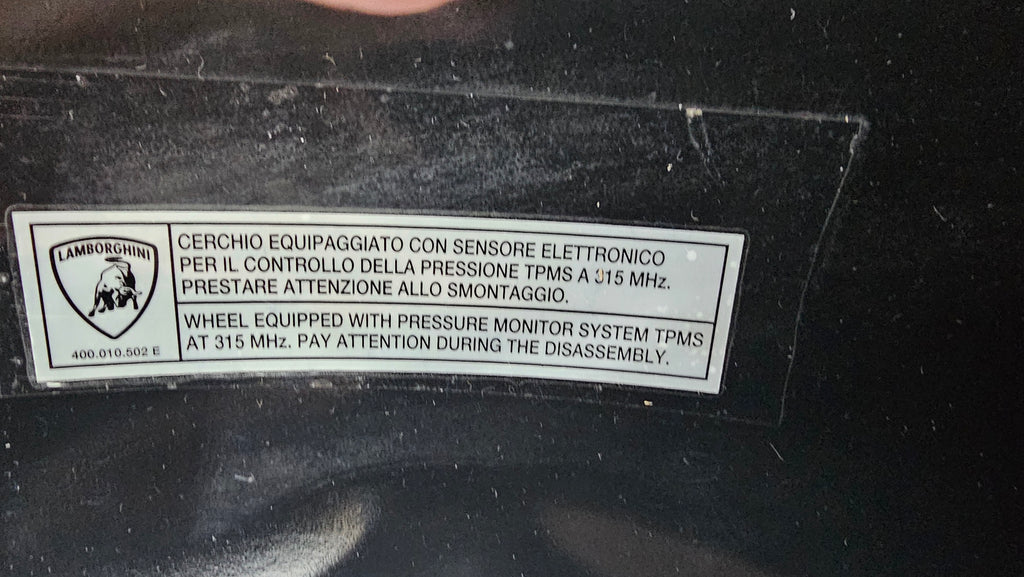 LAMBORGHINI
400.010.502 E
CERCHIO EQUIPAGGIATO CON SENSORE ELETTRONICO
PER IL CONTROLLO DELLA PRESSIONE TPMS A 315 MHz.
PRESTARE ATTENZIONE ALLO SMONTAGGIO.
WHEEL EQUIPPED WITH PRESSURE MONITOR SYSTEM TPMS
AT 315 MHz. PAY ATTENTION DURING THE DISASSEMBLY.